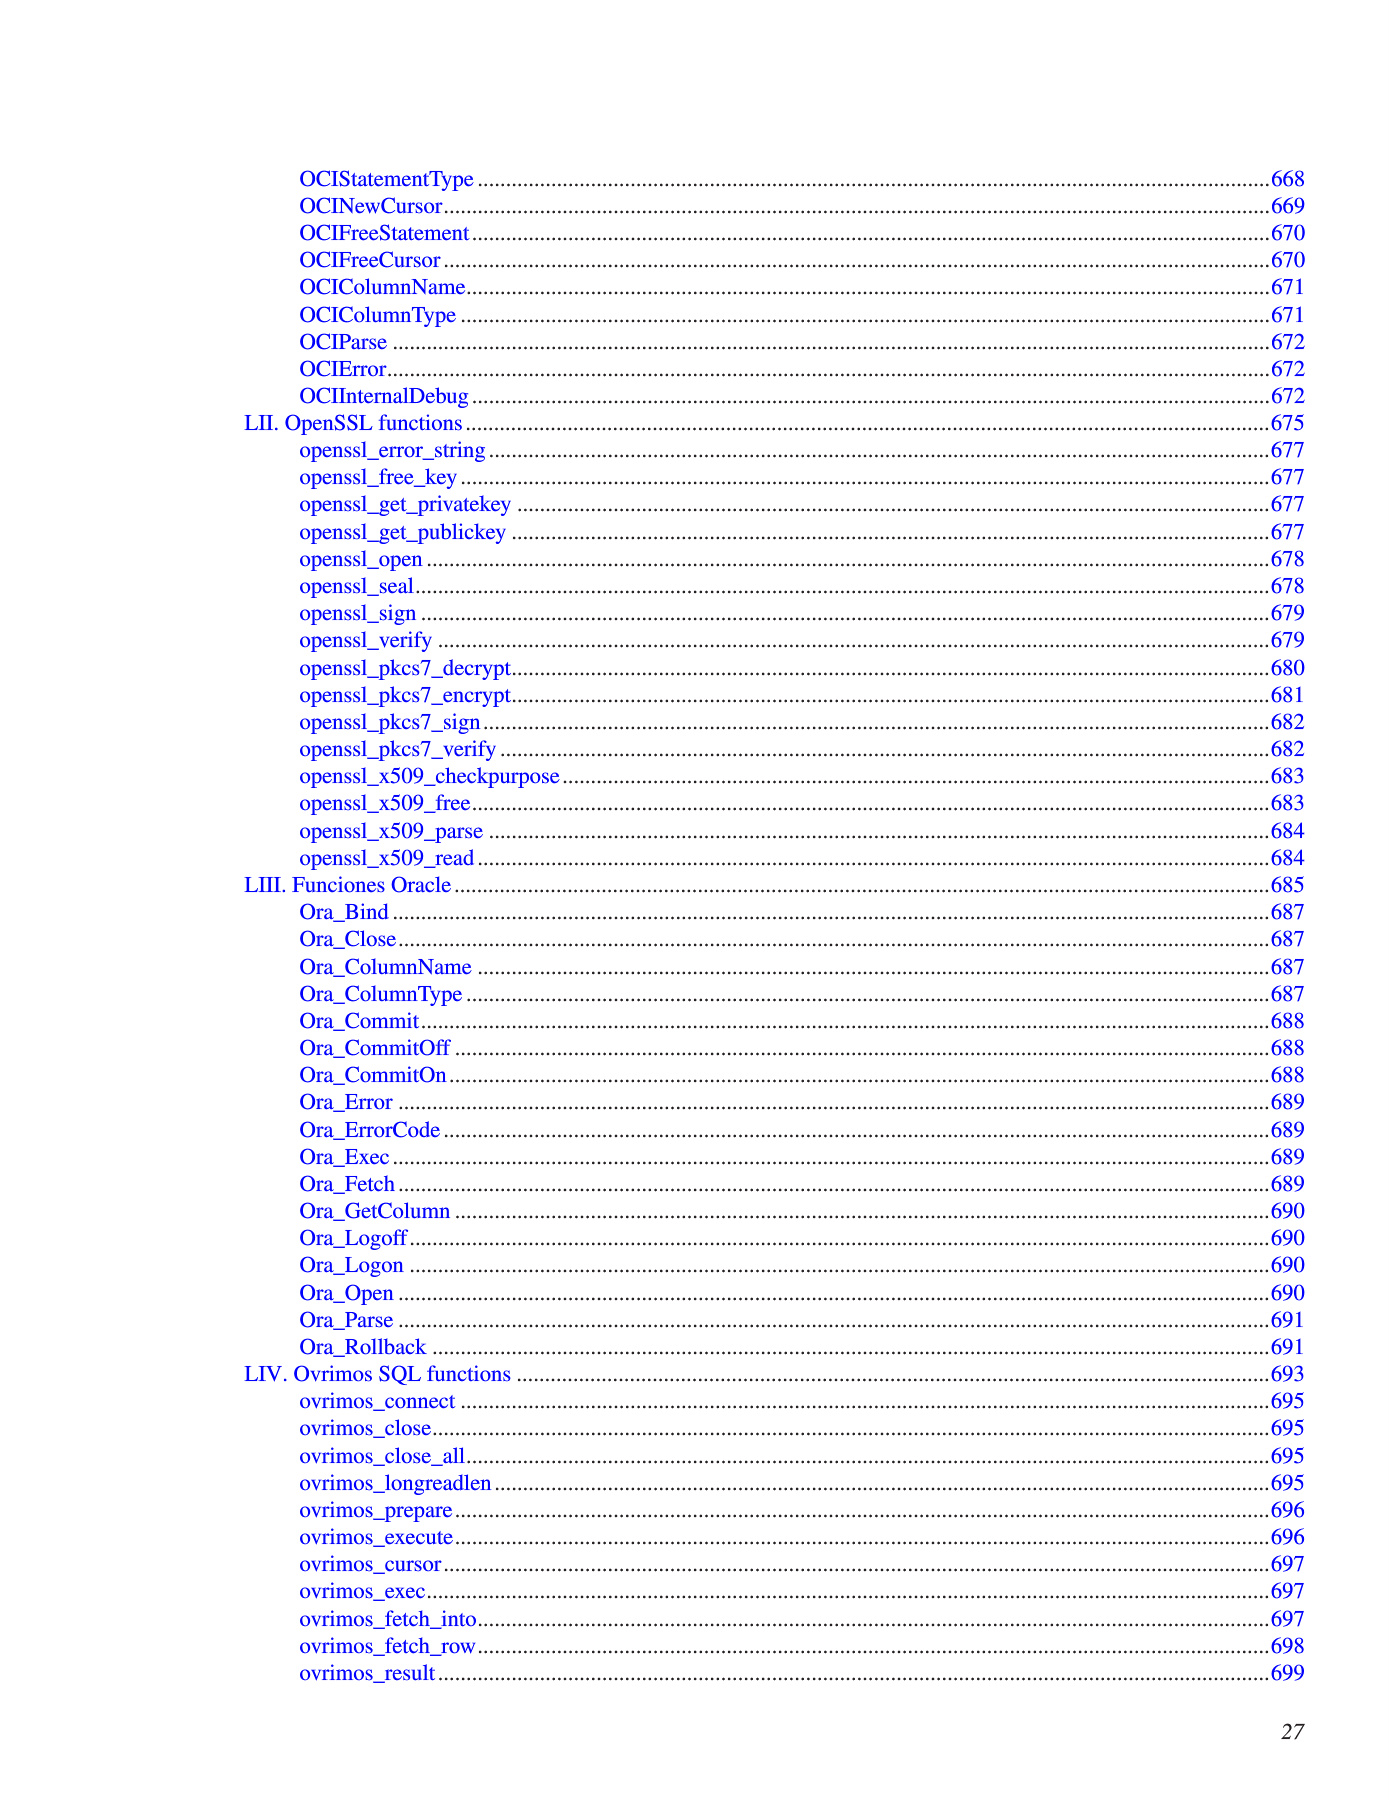 OCIStatementType ........ 668
OCINewCursor ........ 669
OCIFreeStatement ........ 670
OCIFreeCursor ........ 670
OCIColumnName ........ 671
OCIColumnType ........ 671
OCIParse ........ 672
OCIError ........ 672
OCIInternalDebug ........ 672
LII. OpenSSL functions ........ 675
openssl_error_string ........ 677
openssl_free_key ........ 677
openssl_get_privatekey ........ 677
openssl_get_publickey ........ 677
openssl_open ........ 678
openssl_seal ........ 678
openssl_sign ........ 679
openssl_verify ........ 679
openssl_pkcs7_decrypt ........ 680
openssl_pkcs7_encrypt ........ 681
openssl_pkcs7_sign ........ 682
openssl_pkcs7_verify ........ 682
openssl_x509_checkpurpose ........ 683
openssl_x509_free ........ 683
openssl_x509_parse ........ 684
openssl_x509_read ........ 684
LIII. Funciones Oracle ........ 685
Ora_Bind ........ 687
Ora_Close ........ 687
Ora_ColumnName ........ 687
Ora_ColumnType ........ 687
Ora_Commit ........ 688
Ora_CommitOff ........ 688
Ora_CommitOn ........ 688
Ora_Error ........ 689
Ora_ErrorCode ........ 689
Ora_Exec ........ 689
Ora_Fetch ........ 689
Ora_GetColumn ........ 690
Ora_Logoff ........ 690
Ora_Logon ........ 690
Ora_Open ........ 690
Ora_Parse ........ 691
Ora_Rollback ........ 691
LIV. Ovrimos SQL functions ........ 693
ovrimos_connect ........ 695
ovrimos_close ........ 695
ovrimos_close_all ........ 695
ovrimos_longreadlen ........ 695
ovrimos_prepare ........ 696
ovrimos_execute ........ 696
ovrimos_cursor ........ 697
ovrimos_exec ........ 697
ovrimos_fetch_into ........ 697
ovrimos_fetch_row ........ 698
ovrimos_result ........ 699
27